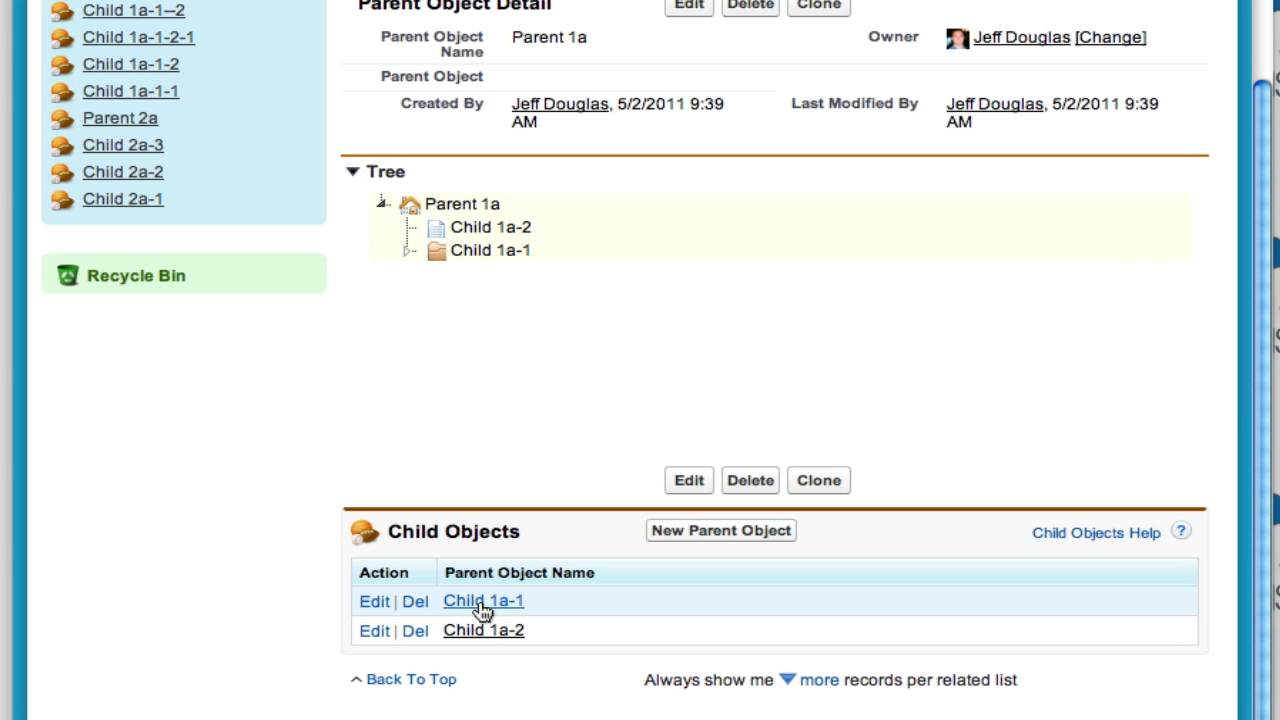 Child 1a-1--2
Child 1a-1-2-1
Child 1a-1-2
Child 1a-1-1
Parent 2a
Child 2a-3
Child 2a-2
Child 2a-1
Recycle Bin
Parent Object Detail
Edit Delete Clone
Parent Object Name Parent 1a
Owner Jeff Douglas [Change]
Parent Object
Created By Jeff Douglas, 5/2/2011 9:39 AM
Last Modified By Jeff Douglas, 5/2/2011 9:39 AM
Tree
Parent 1a
Child 1a-2
Child 1a-1
Edit Delete Clone
Child Objects New Parent Object Child Objects Help ?
Action Parent Object Name
Edit | Del Child 1a-1
Edit | Del Child 1a-2
Back To Top Always show me more records per related list